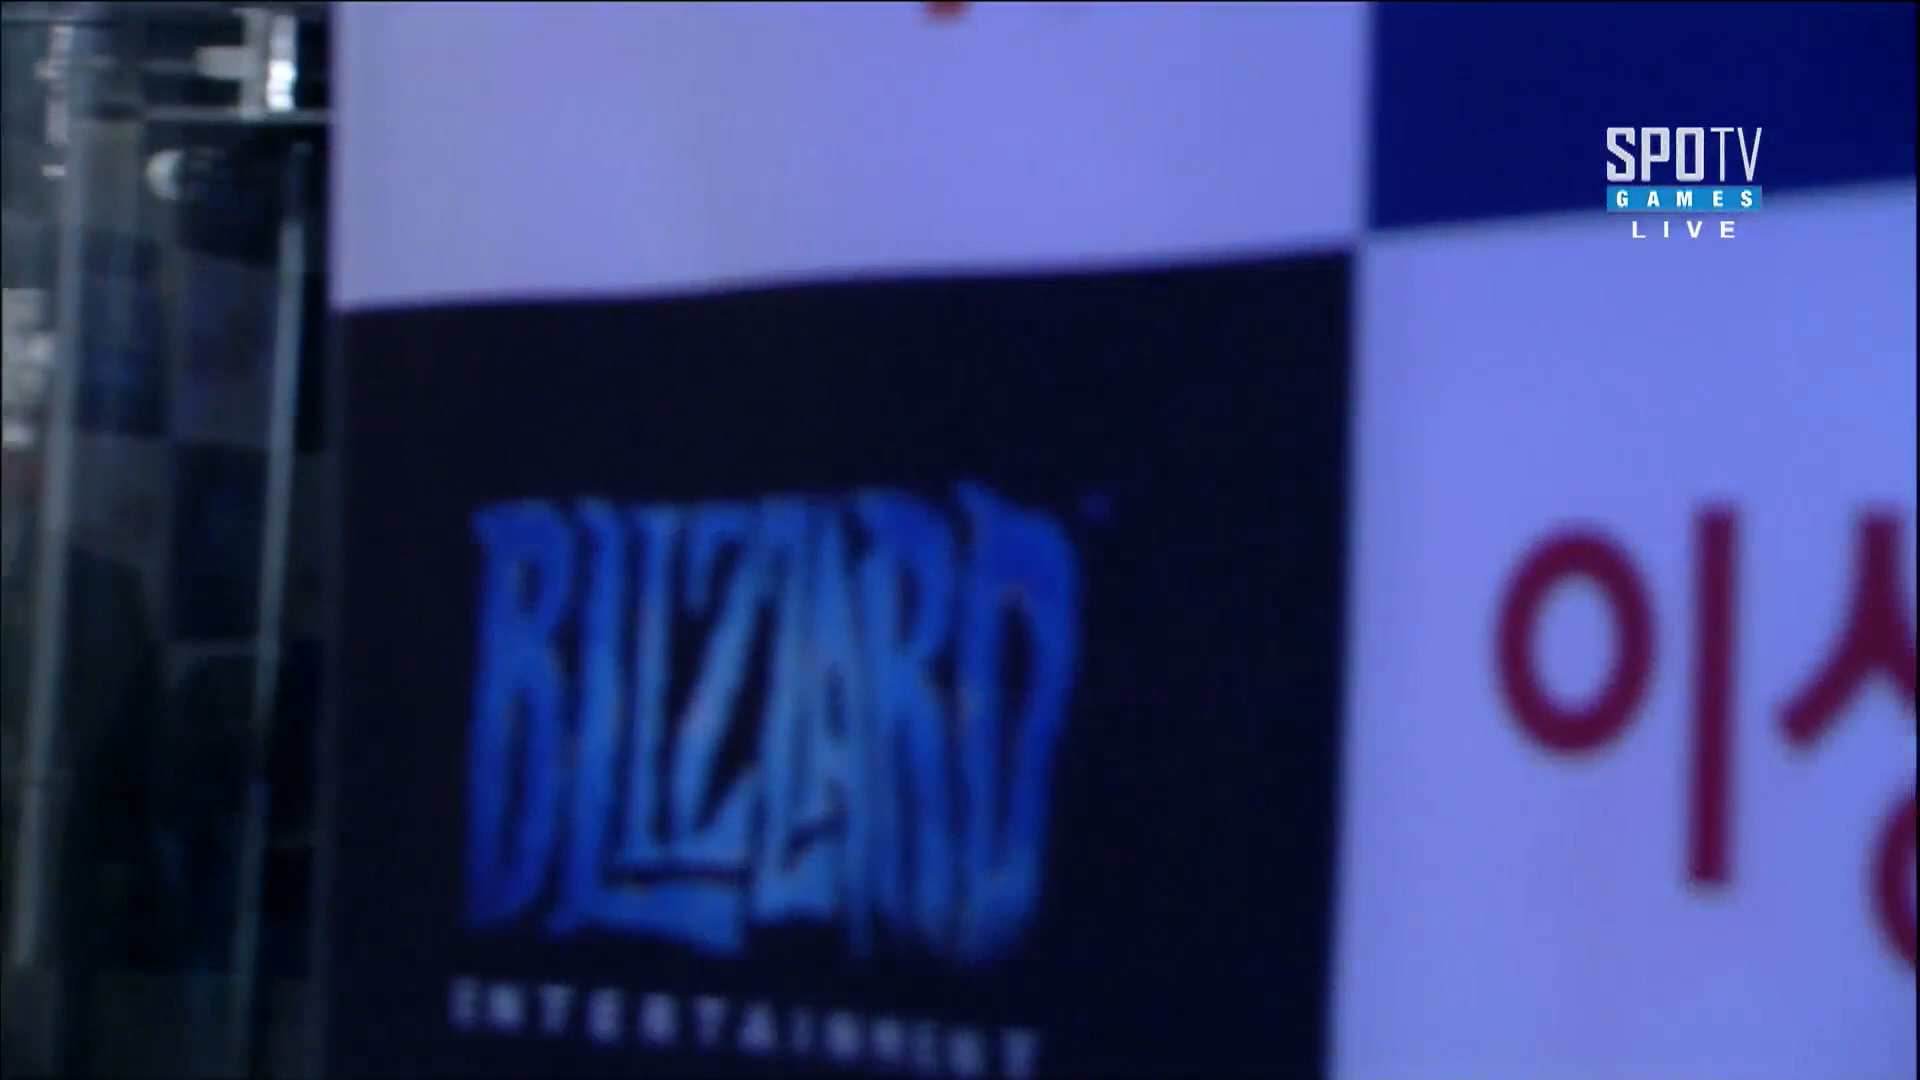 SPOTV
GAMES
LIVE
BLIZZARD
ENTERTAINMENT
이상